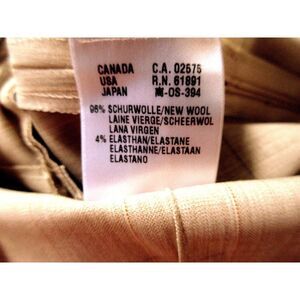 CANADA C.A. 02575
USA R.N. 61891
JAPAN -OS-394
96% SCHURWOLLE/NEW WOOL
LAINE VIERGE/SCHEERWOL
LANA VIRGEN
4% ELASTHAN/ELASTANE
ELASTHANNE/ELASTAAN
ELASTANO